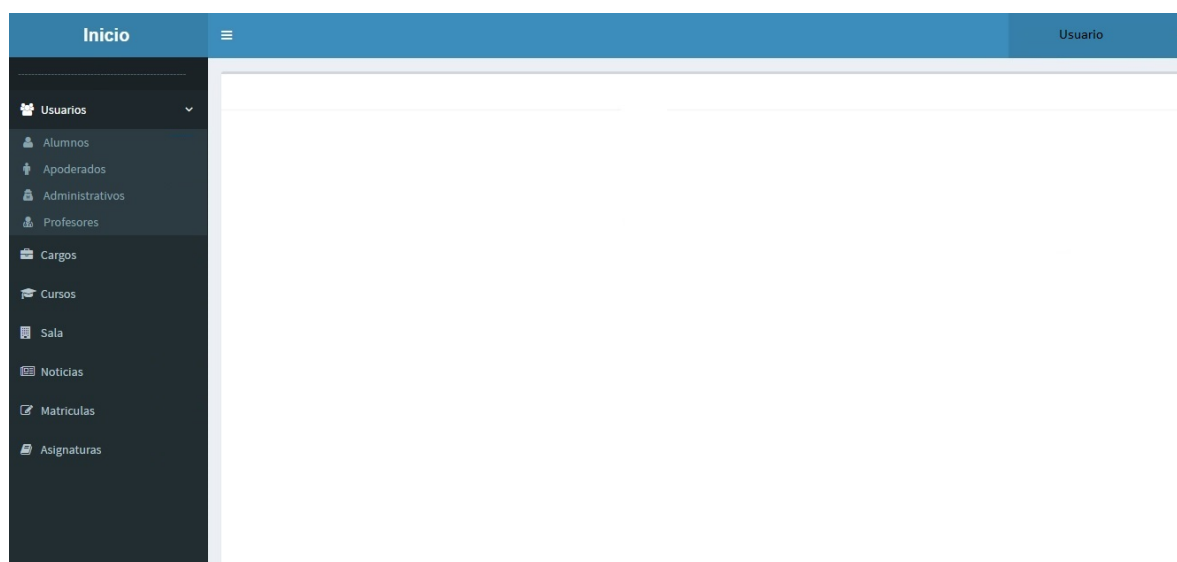 Inicio
Usuario
Usuarios
Alumnos
Apoderados
Administrativos
Profesores
Cargos
Cursos
Sala
Noticias
Matriculas
Asignaturas